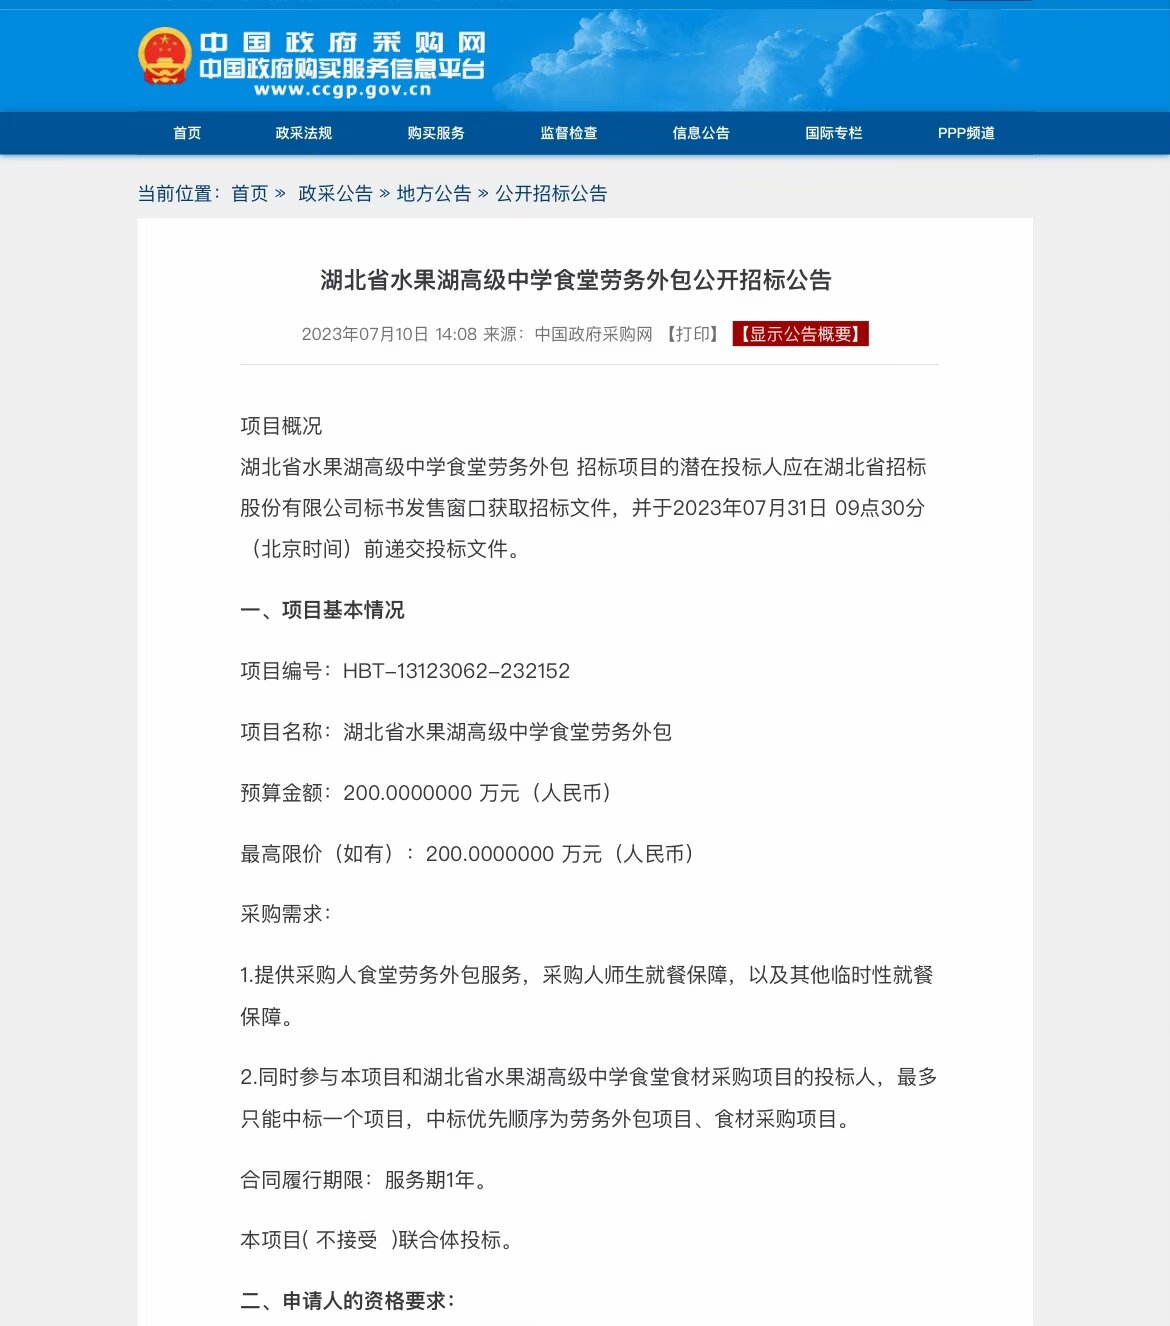 中国政府采购网
中国政府购买服务信息平台
www.ccgp.gov.cn
首页 政采法规 购买服务 监督检查 信息公告 国际专栏 PPP频道
当前位置：首页 » 政采公告 » 地方公告 » 公开招标公告
湖北省水果湖高级中学食堂劳务外包公开招标公告
2023年07月10日 14:08 来源：中国政府采购网 【打印】 【显示公告概要】
项目概况
湖北省水果湖高级中学食堂劳务外包 招标项目的潜在投标人应在湖北省招标
股份有限公司标书发售窗口获取招标文件，并于2023年07月31日 09点30分
（北京时间）前递交投标文件。
一、项目基本情况
项目编号：HBT-13123062-232152
项目名称：湖北省水果湖高级中学食堂劳务外包
预算金额：200.0000000 万元（人民币）
最高限价（如有）：200.0000000 万元（人民币）
采购需求：
1.提供采购人食堂劳务外包服务，采购人师生就餐保障，以及其他临时性就餐
保障。
2.同时参与本项目和湖北省水果湖高级中学食堂食材采购项目的投标人，最多
只能中标一个项目，中标优先顺序为劳务外包项目、食材采购项目。
合同履行期限：服务期1年。
本项目( 不接受  )联合体投标。
二、申请人的资格要求：